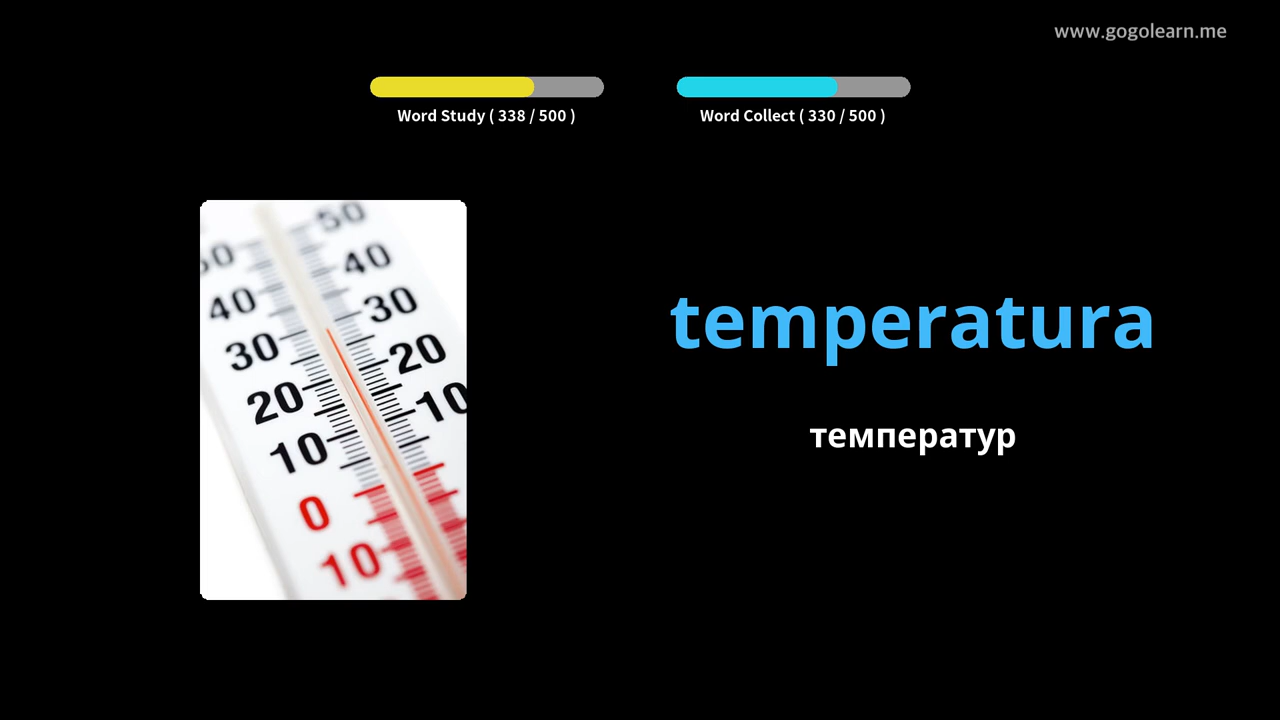 www.gogolearn.me
Word Study ( 338 / 500 )
Word Collect ( 330 / 500 )
50
50
40
40
30
30
20
20
10
10
0
10
temperatura
температур